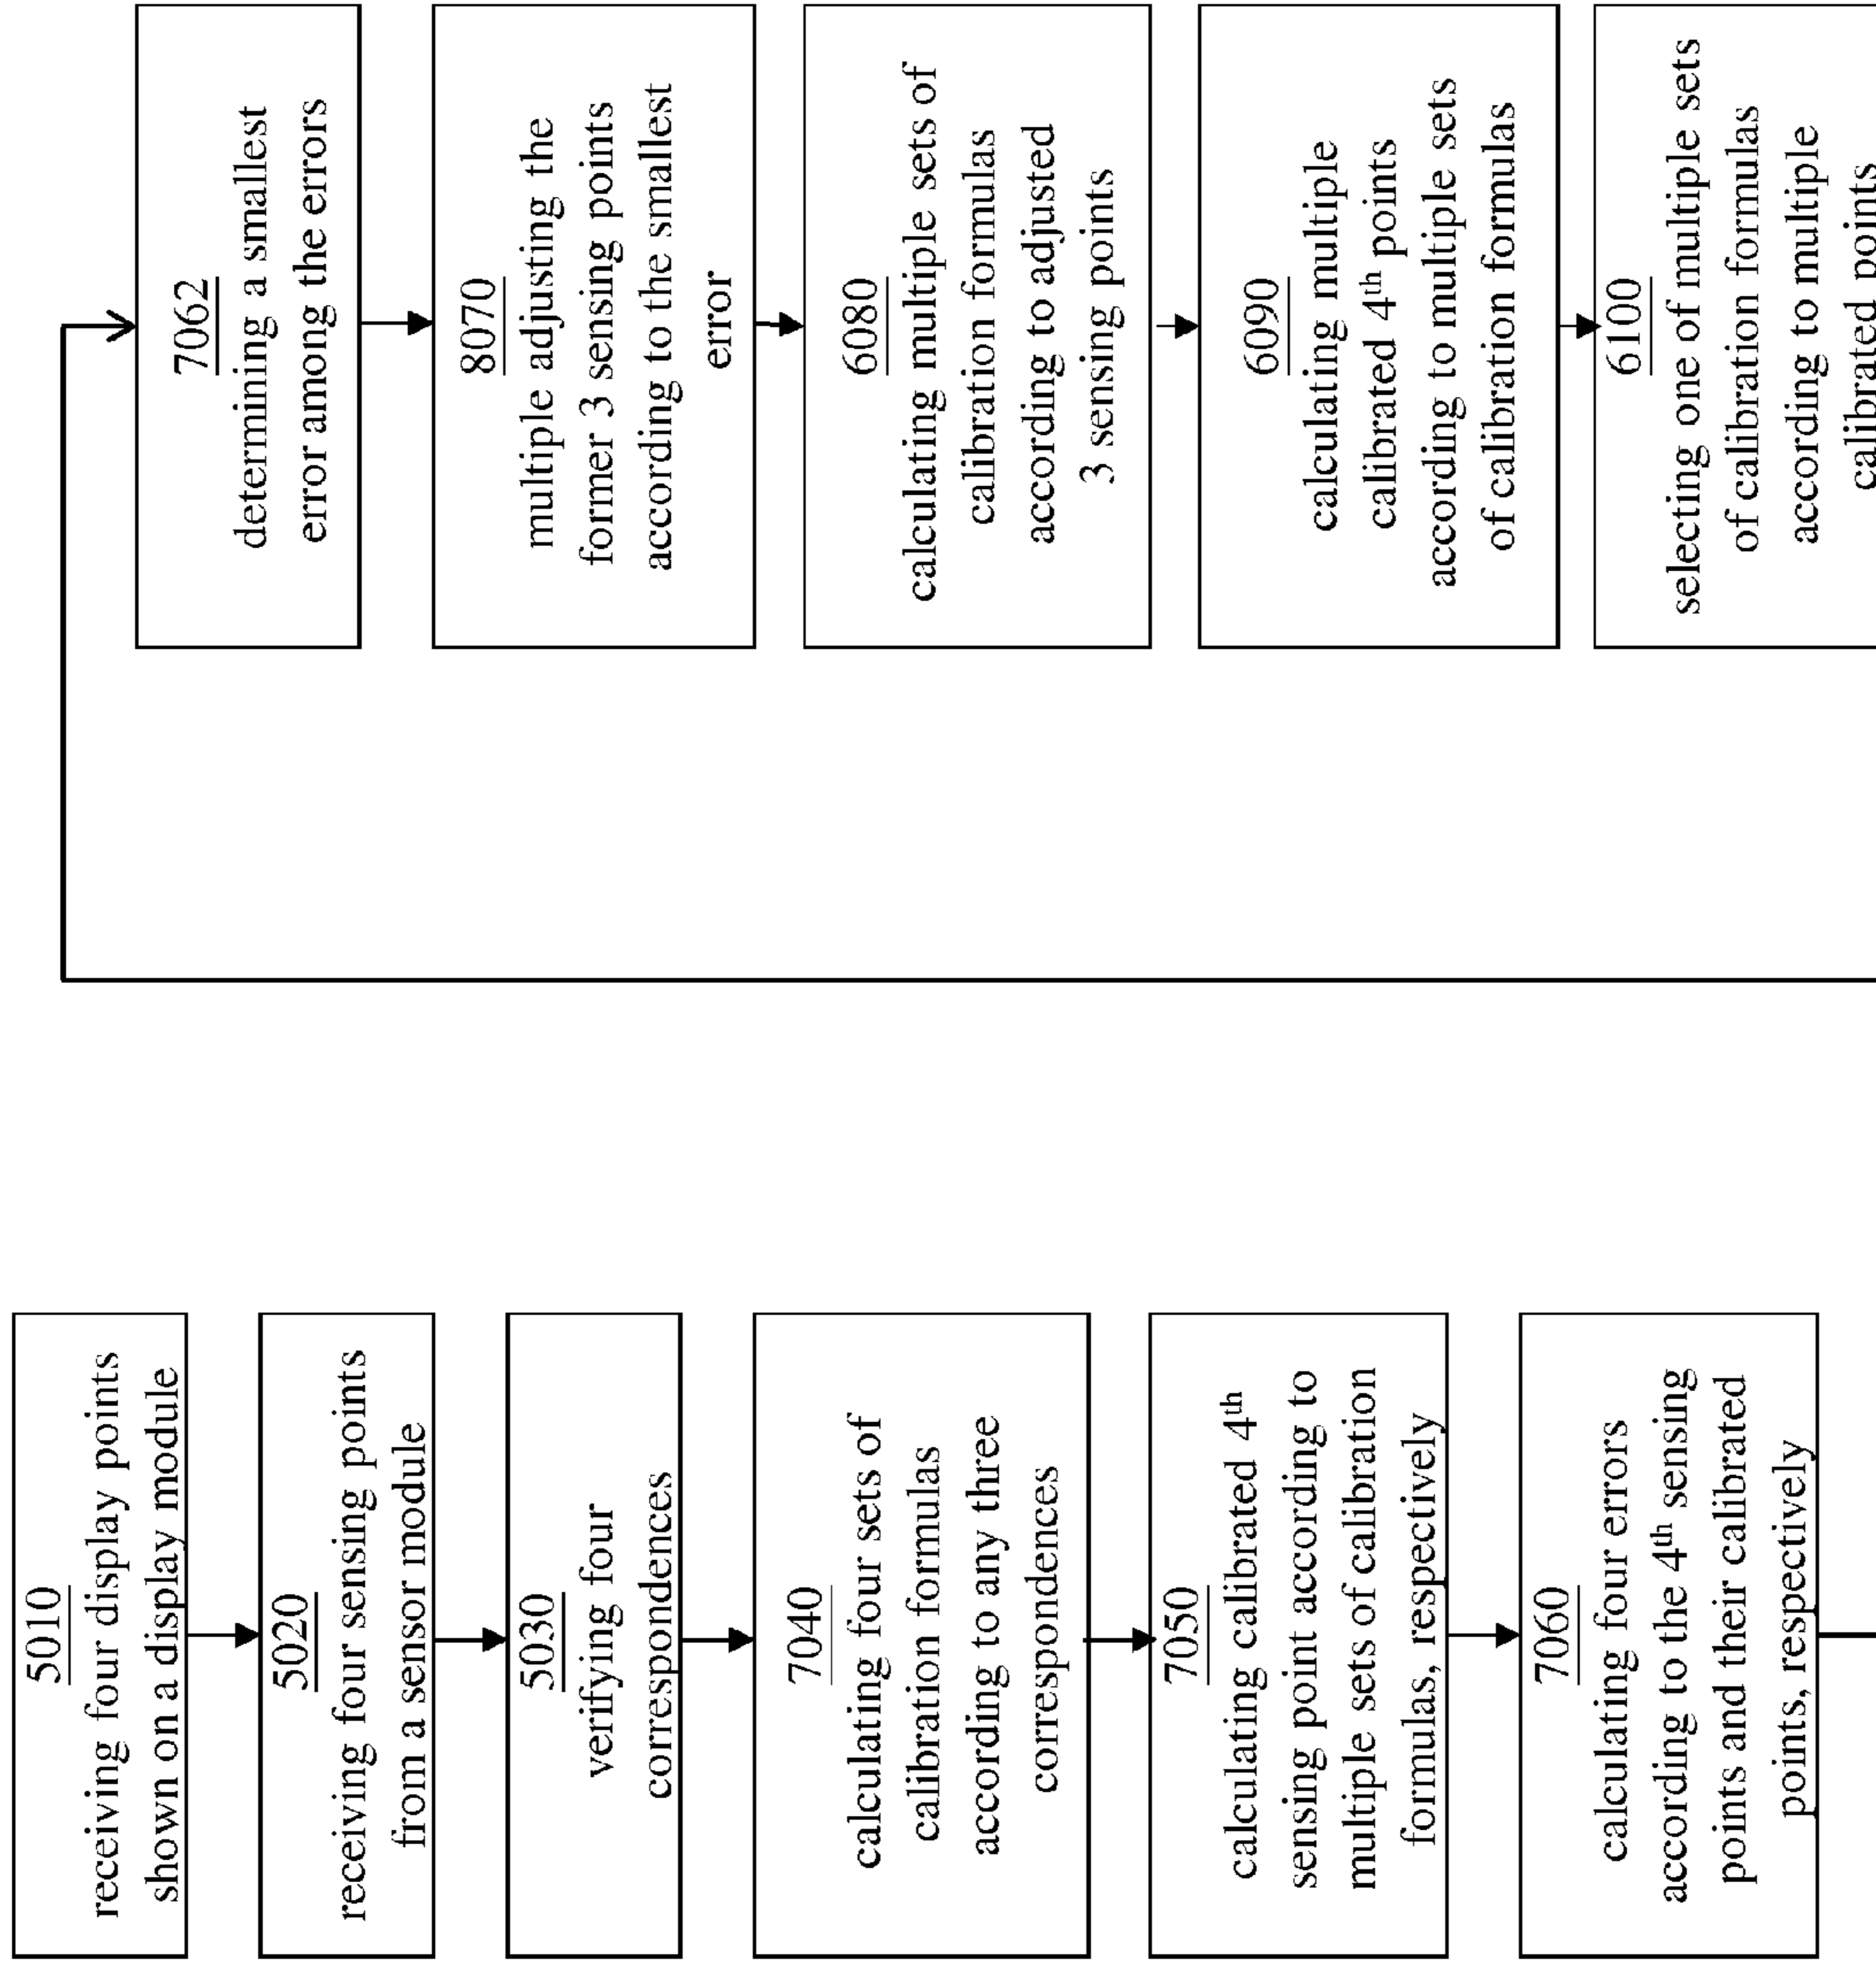 5010
receiving four display points
shown on a display module
5020
receiving four sensing points
from a sensor module
5030
verifying four
correspondences
7040
calculating four sets of
calibration formulas
according to any three
correspondences
7050
calculating calibrated 4th
sensing point according to
multiple sets of calibration
formulas, respectively
7060
calculating four errors
according to the 4th sensing
points and their calibrated
points, respectively
7062
determining a smallest
error among the errors
8070
multiple adjusting the
former 3 sensing points
according to the smallest
error
6080
calculating multiple sets of
calibration formulas
according to adjusted
3 sensing points
6090
calculating multiple
calibrated 4th points
according to multiple sets
of calibration formulas
6100
selecting one of multiple sets
of calibration formulas
according to multiple
calibrated points